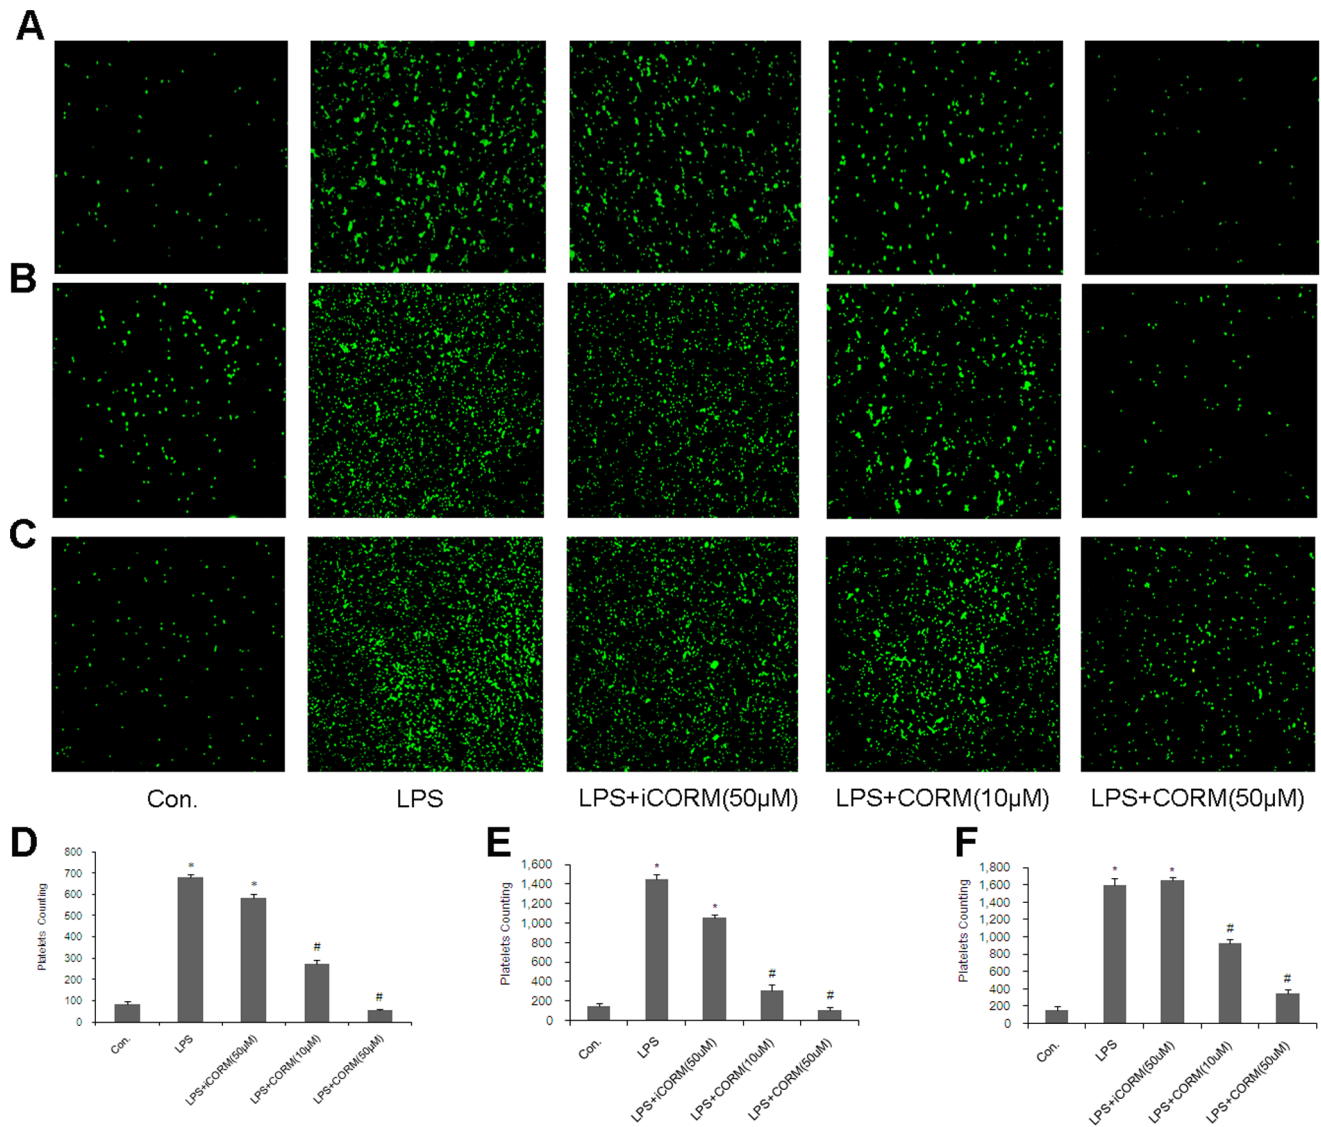 A
B
C
Con.
LPS
LPS+iCORM(50μM)
LPS+CORM(10μM)
LPS+CORM(50μM)
D
800
700
600
500
400
300
200
100
0
Platelets Counting
*
*
#
#
Con.
LPS
LPS+iCORM(50μM)
LPS+CORM(10μM)
LPS+CORM(50μM)
E
1,600
1,400
1,200
1,000
800
600
400
200
0
Platelets Counting
*
*
#
#
Con.
LPS
LPS+iCORM(50uM)
LPS+CORM(10uM)
LPS+CORM(50uM)
F
1,800
1,600
1,400
1,200
1,000
800
600
400
200
0
Platelets Counting
*
*
#
#
Con.
LPS
LPS+iCORM(50uM)
LPS+CORM(10uM)
LPS+CORM(50uM)